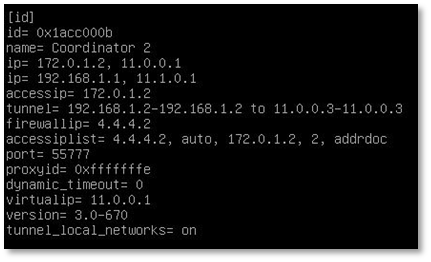 [id]
id= 0x1acc000b
name= Coordinator 2
ip= 172.0.1.2, 11.0.0.1
ip= 192.168.1.1, 11.1.0.1
accessip= 172.0.1.2
tunnel= 192.168.1.2-192.168.1.2 to 11.0.0.3-11.0.0.3
firewallip= 4.4.4.2
accessiplist= 4.4.4.2, auto, 172.0.1.2, 2, addrdoc
port= 55777
proxyid= 0xfffffffe
dynamic_timeout= 0
virtualip= 11.0.0.1
version= 3.0-670
tunnel_local_networks= on